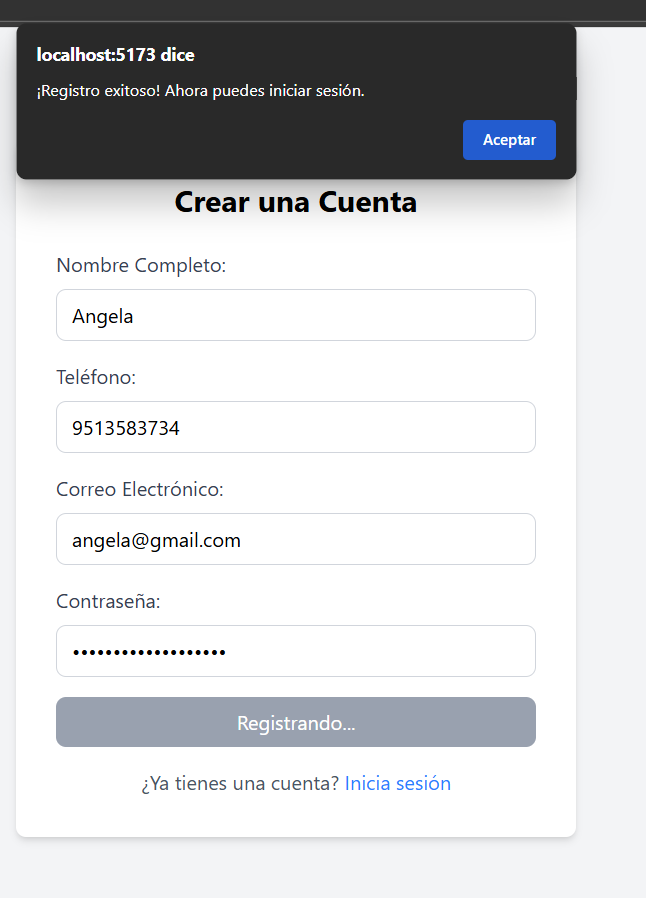 localhost:5173 dice
¡Registro exitoso! Ahora puedes iniciar sesión.
Aceptar
Crear una Cuenta
Nombre Completo:
Angela
Teléfono:
9513583734
Correo Electrónico:
angela@gmail.com
Contraseña:
•••••••••••••••••••
Registrando...
¿Ya tienes una cuenta? Inicia sesión